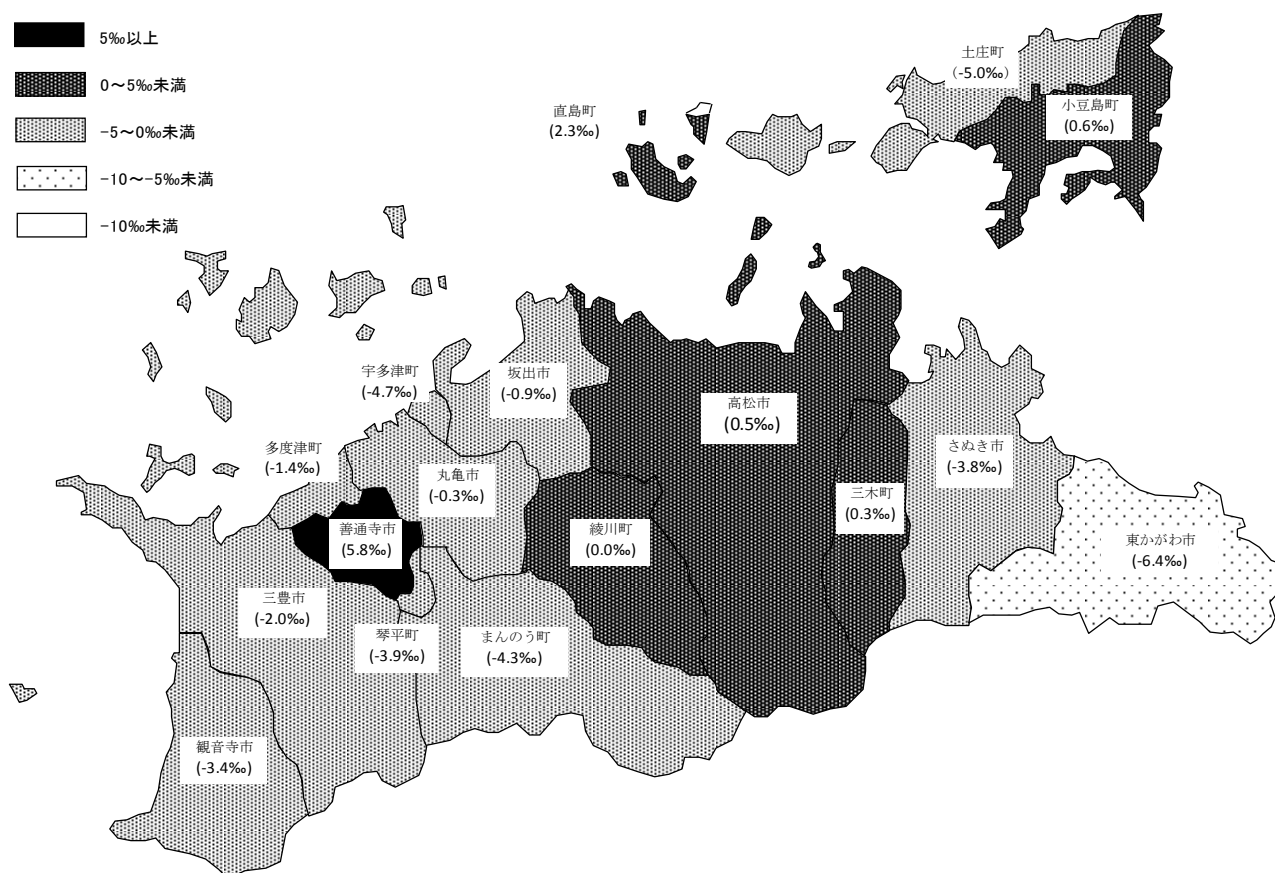 5‰以上
0～5‰未満
-5～0‰未満
-10～-5‰未満
-10‰未満
土庄町
(-5.0‰)
小豆島町
(0.6‰)
直島町
(2.3‰)
宇多津町
(-4.7‰)
坂出市
(-0.9‰)
高松市
(0.5‰)
さぬき市
(-3.8‰)
多度津町
(-1.4‰)
丸亀市
(-0.3‰)
三木町
(0.3‰)
善通寺市
(5.8‰)
綾川町
(0.0‰)
東かがわ市
(-6.4‰)
三豊市
(-2.0‰)
琴平町
(-3.9‰)
まんのう町
(-4.3‰)
観音寺市
(-3.4‰)